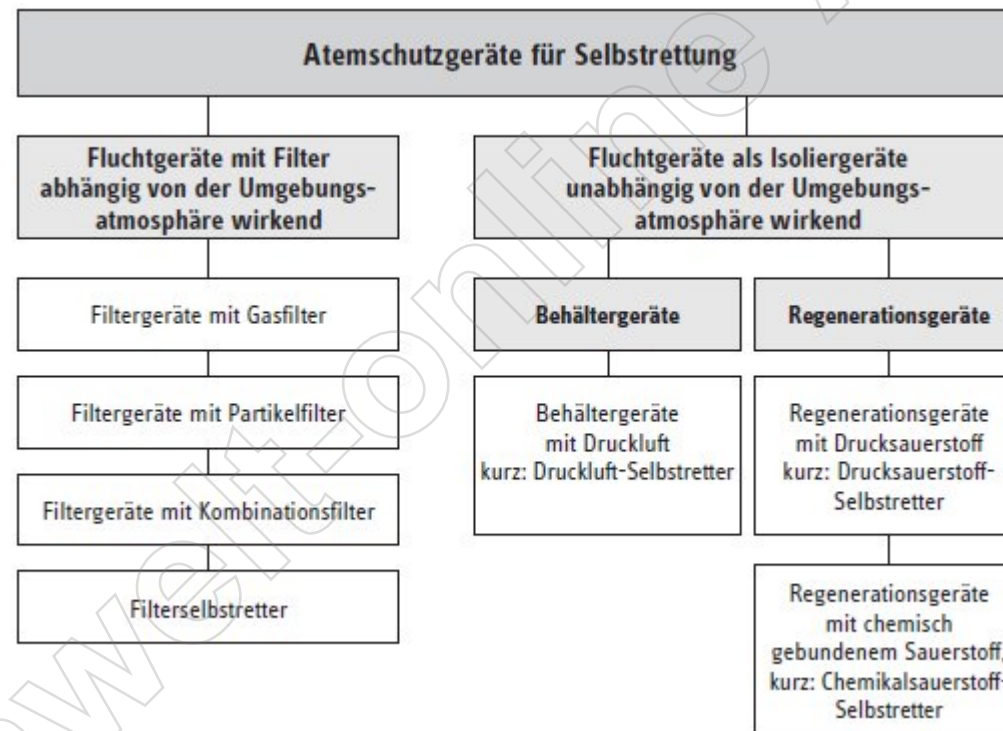 Atemschutzgeräte für Selbstrettung
Fluchtgeräte mit Filter
abhängig von der Umgebungs-
atmosphäre wirkend
Filtergeräte mit Gasfilter
Filtergeräte mit Partikelfilter
Filtergeräte mit Kombinationsfilter
Filterselbstretter
Fluchtgeräte als Isoliergeräte
unabhängig von der Umgebungs-
atmosphäre wirkend
Behältergeräte
Behältergeräte
mit Druckluft
kurz: Druckluft-Selbstretter
Regenerationsgeräte
Regenerationsgeräte
mit Drucksauerstoff
kurz: Drucksauerstoff-
Selbstretter
Regenerationsgeräte
mit chemisch
gebundenem Sauerstoff,
kurz: Chemikalsauerstoff-
Selbstretter
welt-online